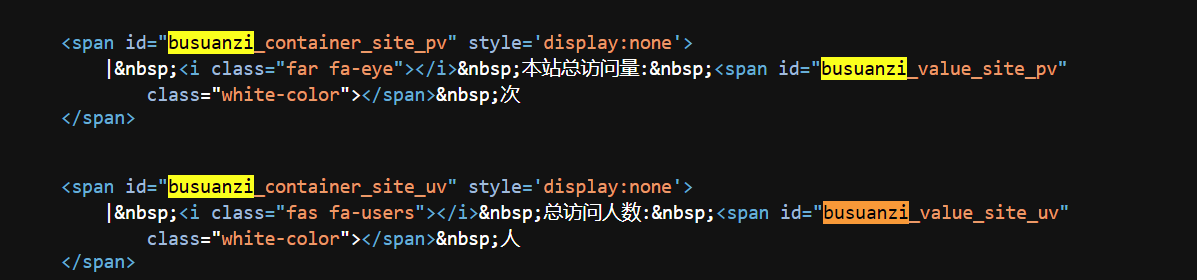 <span id="busuanzi_container_site_pv" style='display:none'>
|&nbsp;<i class="far fa-eye"></i>&nbsp;本站总访问量:&nbsp;<span id="busuanzi_value_site_pv"
class="white-color"></span>&nbsp;次
</span>
<span id="busuanzi_container_site_uv" style='display:none'>
|&nbsp;<i class="fas fa-users"></i>&nbsp;总访问人数:&nbsp;<span id="busuanzi_value_site_uv"
class="white-color"></span>&nbsp;人
</span>